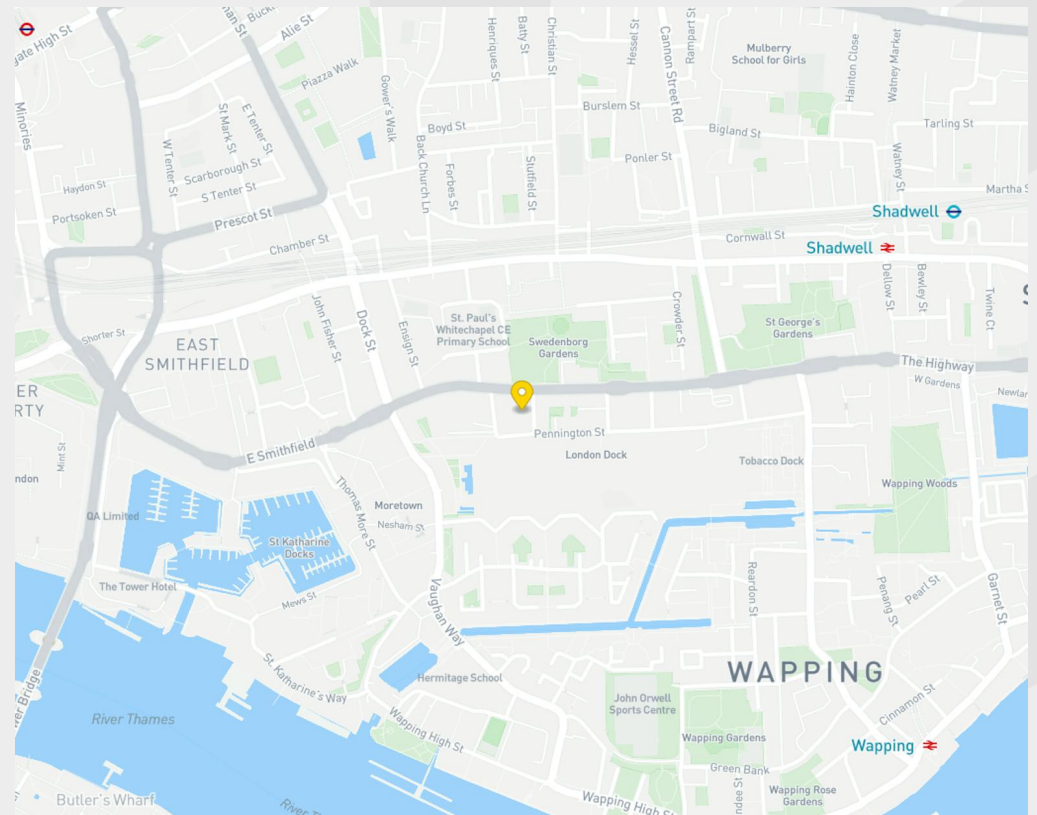 gate High St
Minories
Alie St
Piazza Walk
Gower's Walk
Henriques St
Batty St
Christian St
Hessel St
Cannon Street Rd
Rampart St
Mulberry
School for Girls
Hainton Close
Watney Market
E Tenter St
St Mark St
W Tenter St
Scarborough St
S Tenter St
Haydon St
Portsoken St
Prescot St
Chamber St
Boyd St
Back Church Ln
Forbes St
Stutfield St
Burslem St
Ponler St
Bigland St
Tarling St
Watney St
Martha S
Shadwell
Shadwell
Cornwall St
Dellow St
Bewley St
Twine Ct
Shorter St
EAST
SMITHFIELD
John Fisher St
Dock St
Ensign St
St. Paul's
Whitechapel CE
Primary School
Swedenborg
Gardens
Crowder St
St George's
Gardens
The Highway
W Gardens
Newlar
ER
RTY
Mint St
ndon
E Smithfield
Pennington St
London Dock
Tobacco Dock
Wapping Woods
QA Limited
St Katharine
Docks
Thomas More St
Moretown
Nesham St
The Tower Hotel
Mews St
Vaughan Way
Reardon St
Penang St
Pearl St
Garnet St
WAPPING
St. Katharine's Way
Hermitage School
John Orwell
Sports Centre
Cinnamon St
Wapping High St
Wapping Gardens
Wapping
Green Bank
Wapping Rose
Gardens
Wapping High St
River Thames
wer Bridge
Butler's Wharf